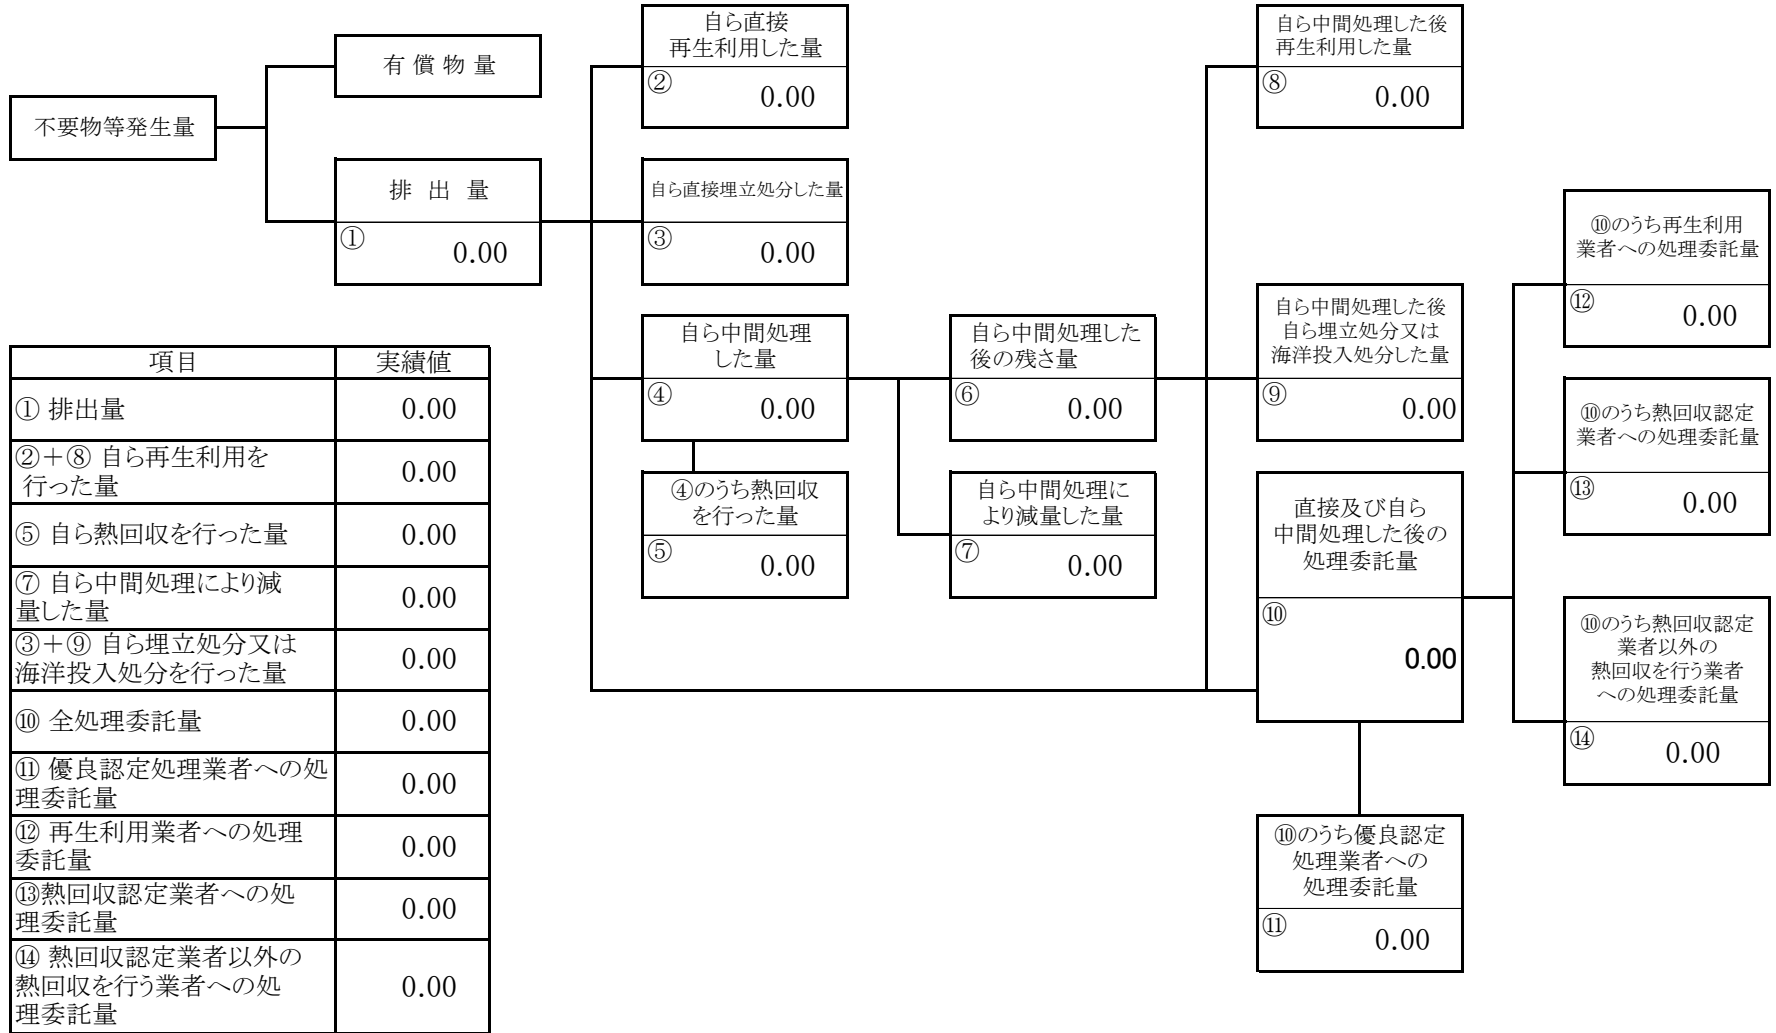 不要物等発生量
有 償 物 量
排 出 量
①
0.00
自ら直接
再生利用した量
②
0.00
自ら直接埋立処分した量
③
0.00
自ら中間処理
した量
④
0.00
④のうち熱回収
を行った量
⑤
0.00
自ら中間処理した
後の残さ量
⑥
0.00
自ら中間処理に
より減量した量
⑦
0.00
自ら中間処理した後
再生利用した量
⑧
0.00
自ら中間処理した後
自ら埋立処分又は
海洋投入処分した量
⑨
0.00
直接及び自ら
中間処理した後の
処理委託量
⑩
0.00
⑩のうち優良認定
処理業者への
処理委託量
⑪
0.00
⑩のうち再生利用
業者への処理委託量
⑫
0.00
⑩のうち熱回収認定
業者への処理委託量
⑬
0.00
⑩のうち熱回収認定
業者以外の
熱回収を行う業者
への処理委託量
⑭
0.00
項目 実績値
① 排出量 0.00
②+⑧ 自ら再生利用を
行った量 0.00
⑤ 自ら熱回収を行った量 0.00
⑦ 自ら中間処理により減
量した量 0.00
③+⑨ 自ら埋立処分又は
海洋投入処分を行った量 0.00
⑩ 全処理委託量 0.00
⑪ 優良認定処理業者への処
理委託量 0.00
⑫ 再生利用業者への処理
委託量 0.00
⑬熱回収認定業者への処
理委託量 0.00
⑭ 熱回収認定業者以外の
熱回収を行う業者への処
理委託量 0.00